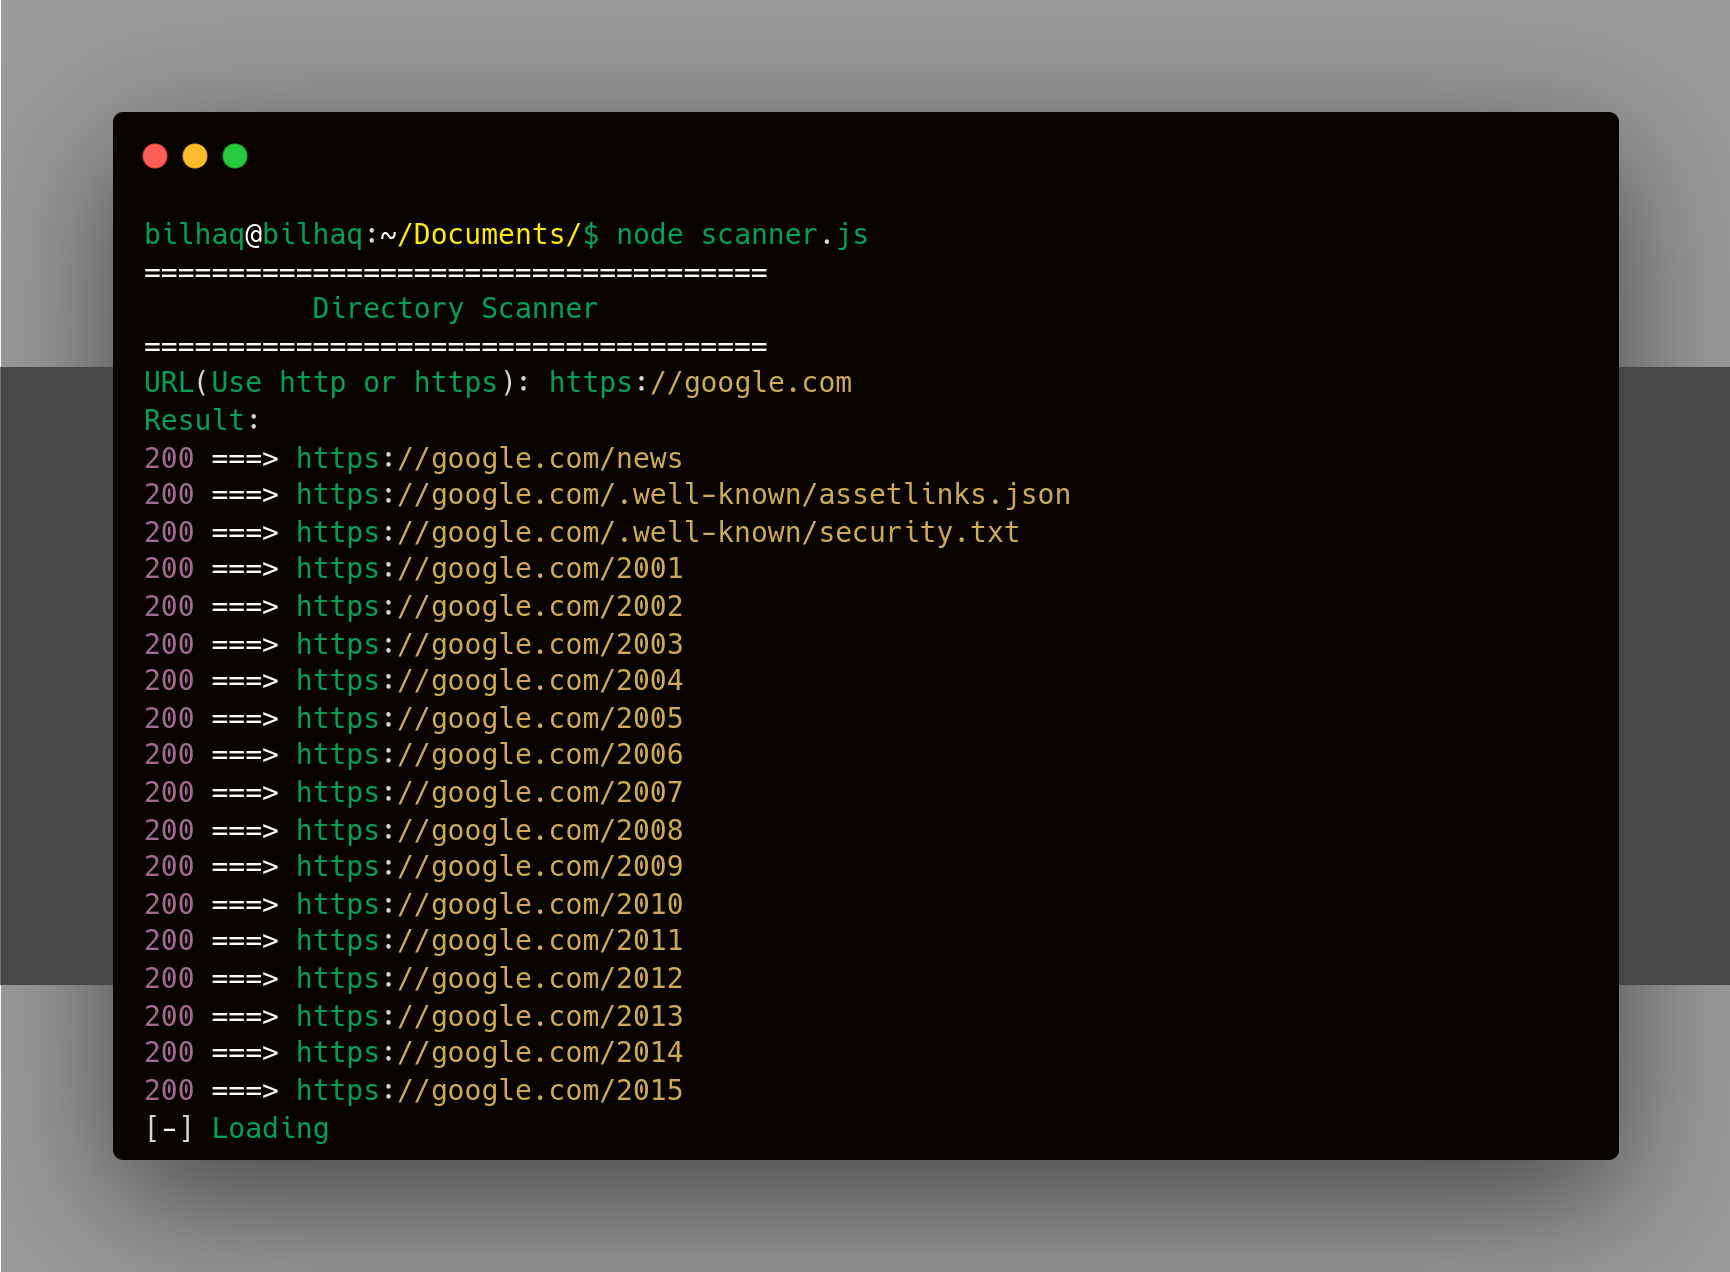 bilhaq@bilhaq:~/Documents/$ node scanner.js
=====================================
Directory Scanner
=====================================
URL(Use http or https): https://google.com
Result:
200 ===> https://google.com/news
200 ===> https://google.com/.well-known/assetlinks.json
200 ===> https://google.com/.well-known/security.txt
200 ===> https://google.com/2001
200 ===> https://google.com/2002
200 ===> https://google.com/2003
200 ===> https://google.com/2004
200 ===> https://google.com/2005
200 ===> https://google.com/2006
200 ===> https://google.com/2007
200 ===> https://google.com/2008
200 ===> https://google.com/2009
200 ===> https://google.com/2010
200 ===> https://google.com/2011
200 ===> https://google.com/2012
200 ===> https://google.com/2013
200 ===> https://google.com/2014
200 ===> https://google.com/2015
[-] Loading